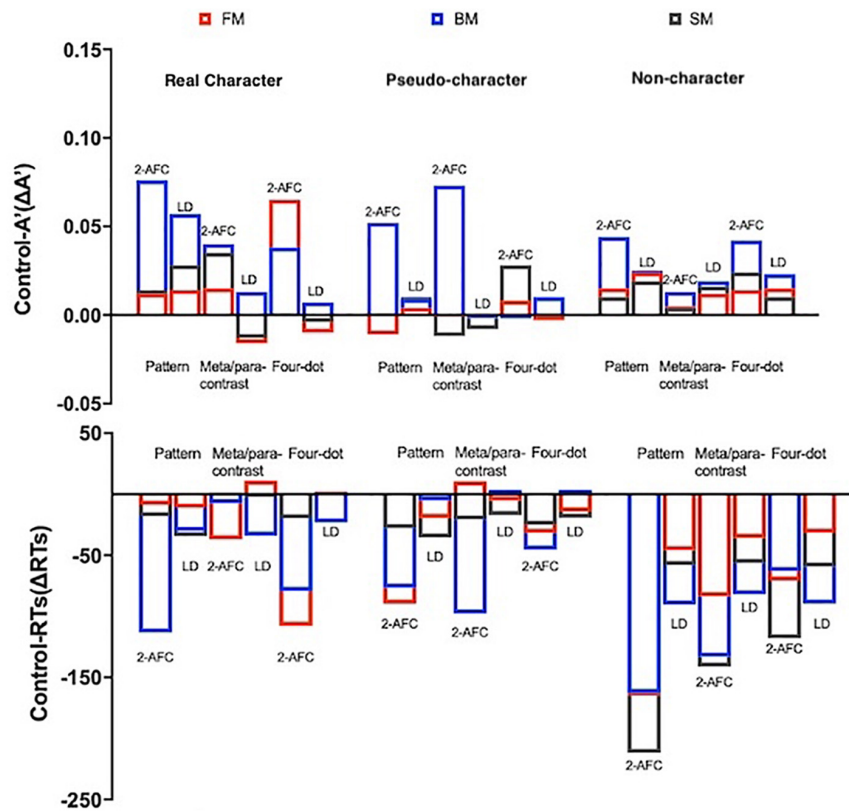 FM BM SM
0.15
Real Character Pseudo-character Non-character
0.10
2-AFC 2-AFC 2-AFC 2-AFC
LD 2-AFC 2-AFC 2-AFC 2-AFC
0.05
LD LD LD LD 2-AFC LD LD LD LD
0.00
Pattern Meta/para-contrast Four-dot Pattern Meta/para-contrast Four-dot Pattern Meta/para-contrast Four-dot
-0.05
Control-A'(ΔA')
50
Pattern Meta/para-contrast Four-dot Pattern Meta/para-contrast Four-dot Pattern Meta/para-contrast Four-dot
-50
LD 2-AFC LD LD LD LD 2-AFC LD
2-AFC 2-AFC 2-AFC 2-AFC LD LD LD
2-AFC 2-AFC
-150
2-AFC
-250
Control-RTs(ΔRTs)